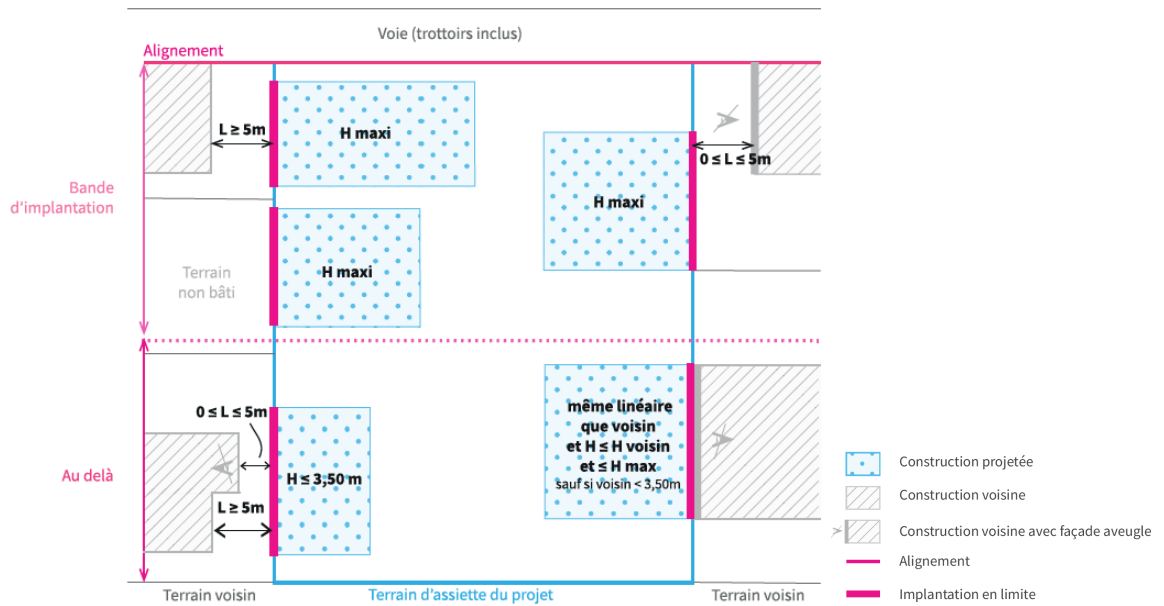 Voie (trottoirs inclus)
Alignement
L ≥ 5m
H maxi
0 ≤ L ≤ 5m
Bande
d'implantation
H maxi
H maxi
Terrain
non bâti
0 ≤ L ≤ 5m
même linéaire
que voisin
et H ≤ H voisin
et ≤ H max
sauf si voisin < 3,50m
Au delà
H ≤ 3,50 m
L ≥ 5m
Construction projetée
Construction voisine
Construction voisine avec façade aveugle
Alignement
Implantation en limite
Terrain voisin
Terrain d'assiette du projet
Terrain voisin